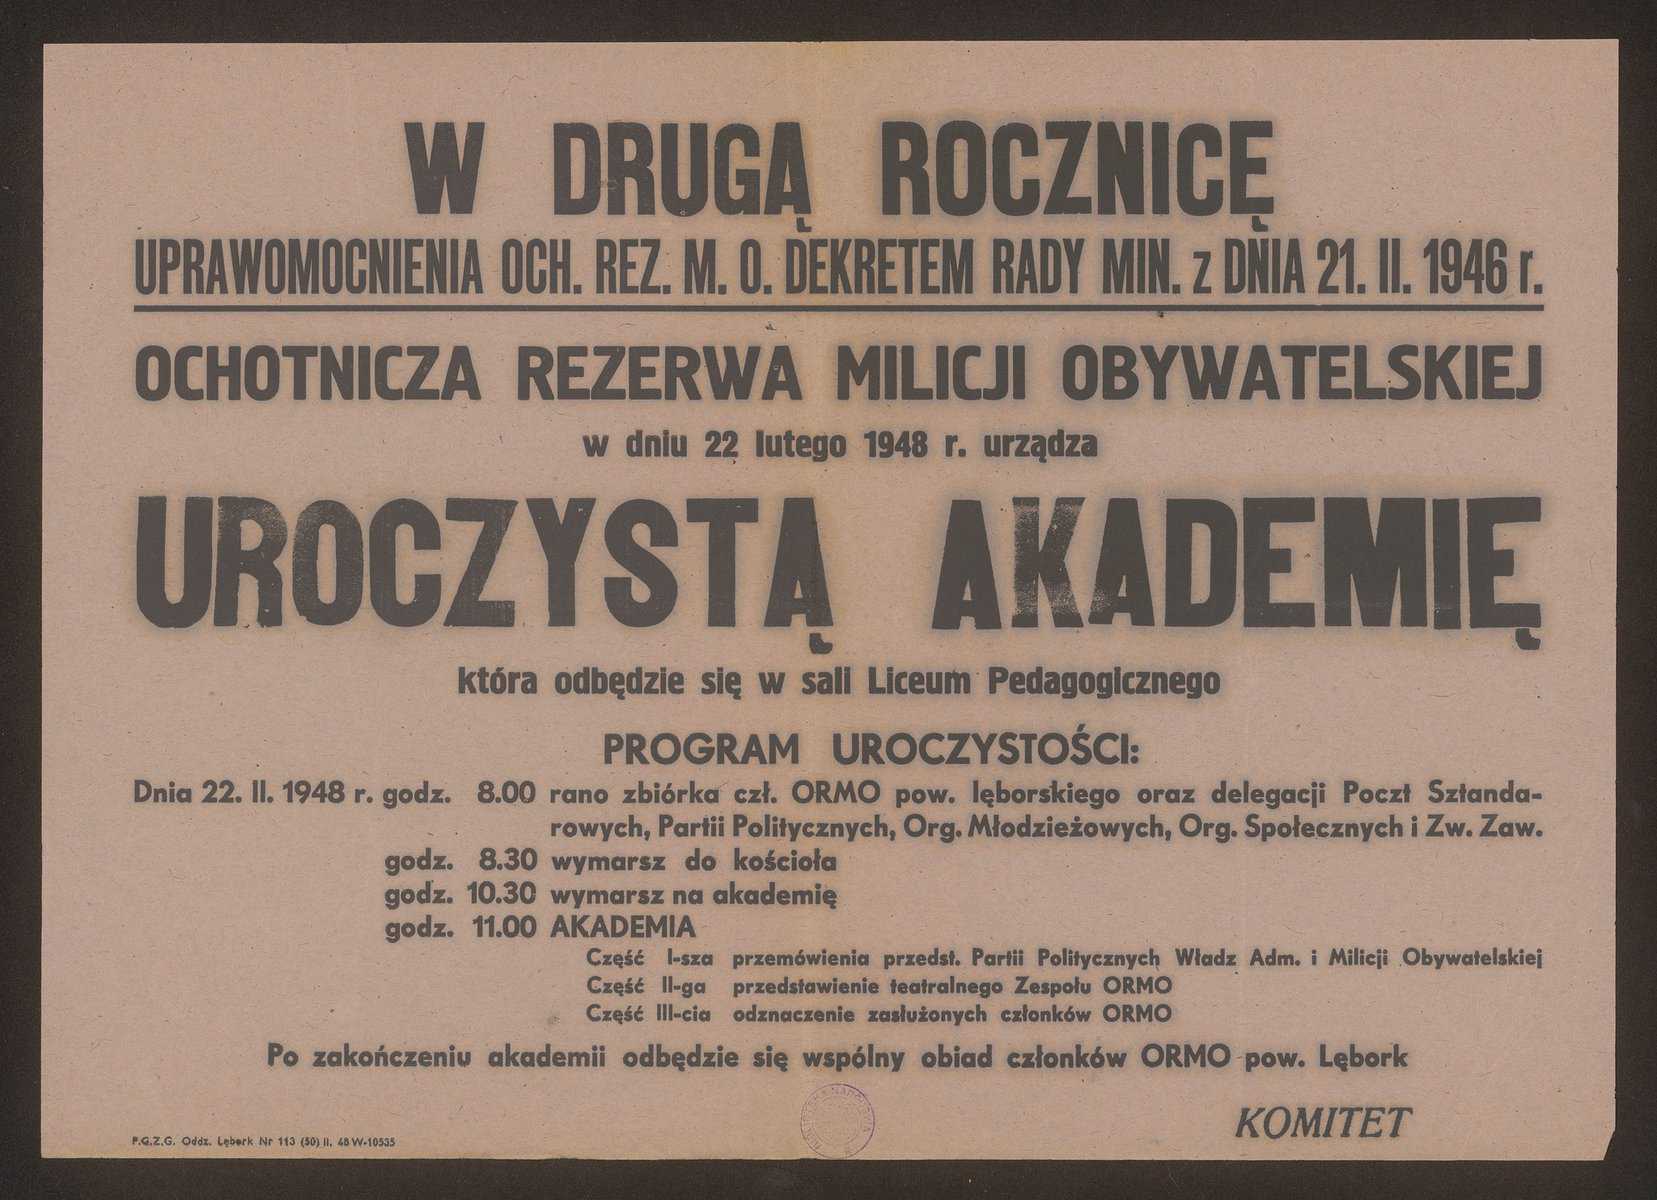 W DRUGĄ ROCZNICĘ
UPRAWOMOCNIENIA OCH. REZ. M. O. DEKRETEM RADY MIN. z DNIA 21. II. 1946 r.
OCHOTNICZA REZERWA MILICJI OBYWATELSKIEJ
w dniu 22 lutego 1948 r. urządza
UROCZYSTĄ AKADEMIĘ
która odbędzie się w sali Liceum Pedagogicznego
PROGRAM UROCZYSTOŚCI:
Dnia 22. II. 1948 r. godz. 8.00 rano zbiórka czł. ORMO pow. lęborskiego oraz delegacji Poczt Sztanda-
rowych, Partii Politycznych, Org. Młodzieżowych, Org. Społecznych i Zw. Zaw.
godz. 8.30 wymarsz do kościoła
godz. 10.30 wymarsz na akademię
godz. 11.00 AKADEMIA
Część I-sza przemówienia przedst. Partii Politycznych Władz Adm. i Milicji Obywatelskiej
Część II-ga przedstawienie teatralnego Zespołu ORMO
Część III-cia odznaczenie zasłużonych członków ORMO
Po zakończeniu akademii odbędzie się wspólny obiad członków ORMO pow. Lębork
KOMITET
P.G.Z.G. Oddz. Lębork Nr 113 (50) II. 48 W-10535